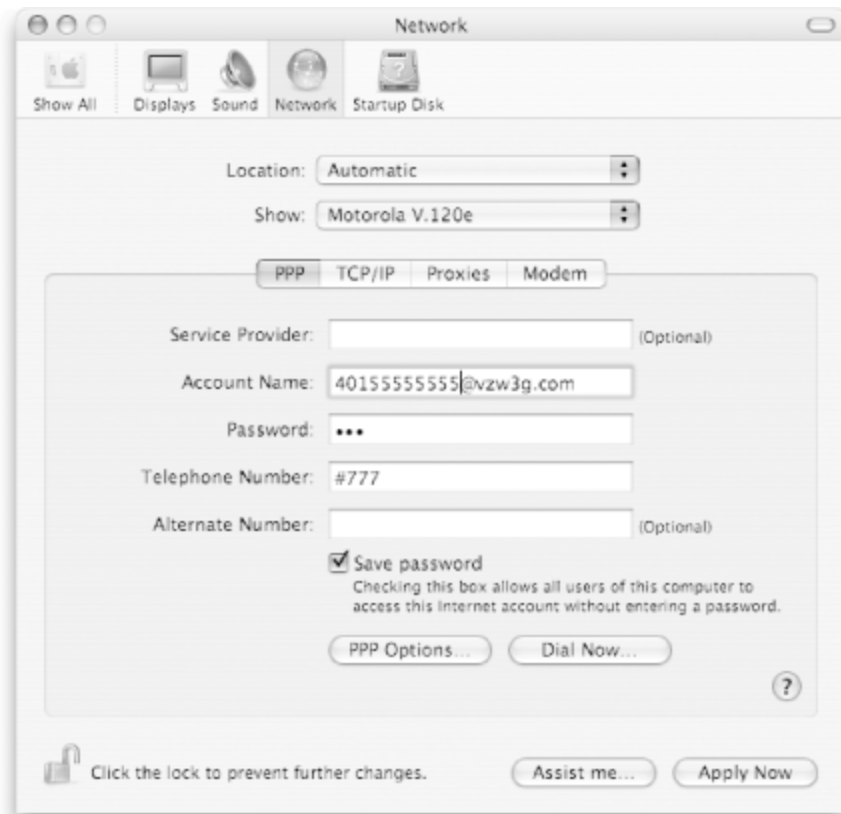 Network
Show All Displays Sound Network Startup Disk
Location: Automatic
Show: Motorola V.120e
PPP TCP/IP Proxies Modem
Service Provider: (Optional)
Account Name: 40155555555@vzw3g.com
Password: •••
Telephone Number: #777
Alternate Number: (Optional)
Save password
Checking this box allows all users of this computer to
access this Internet account without entering a password.
PPP Options... Dial Now...
?
Click the lock to prevent further changes. Assist me... Apply Now